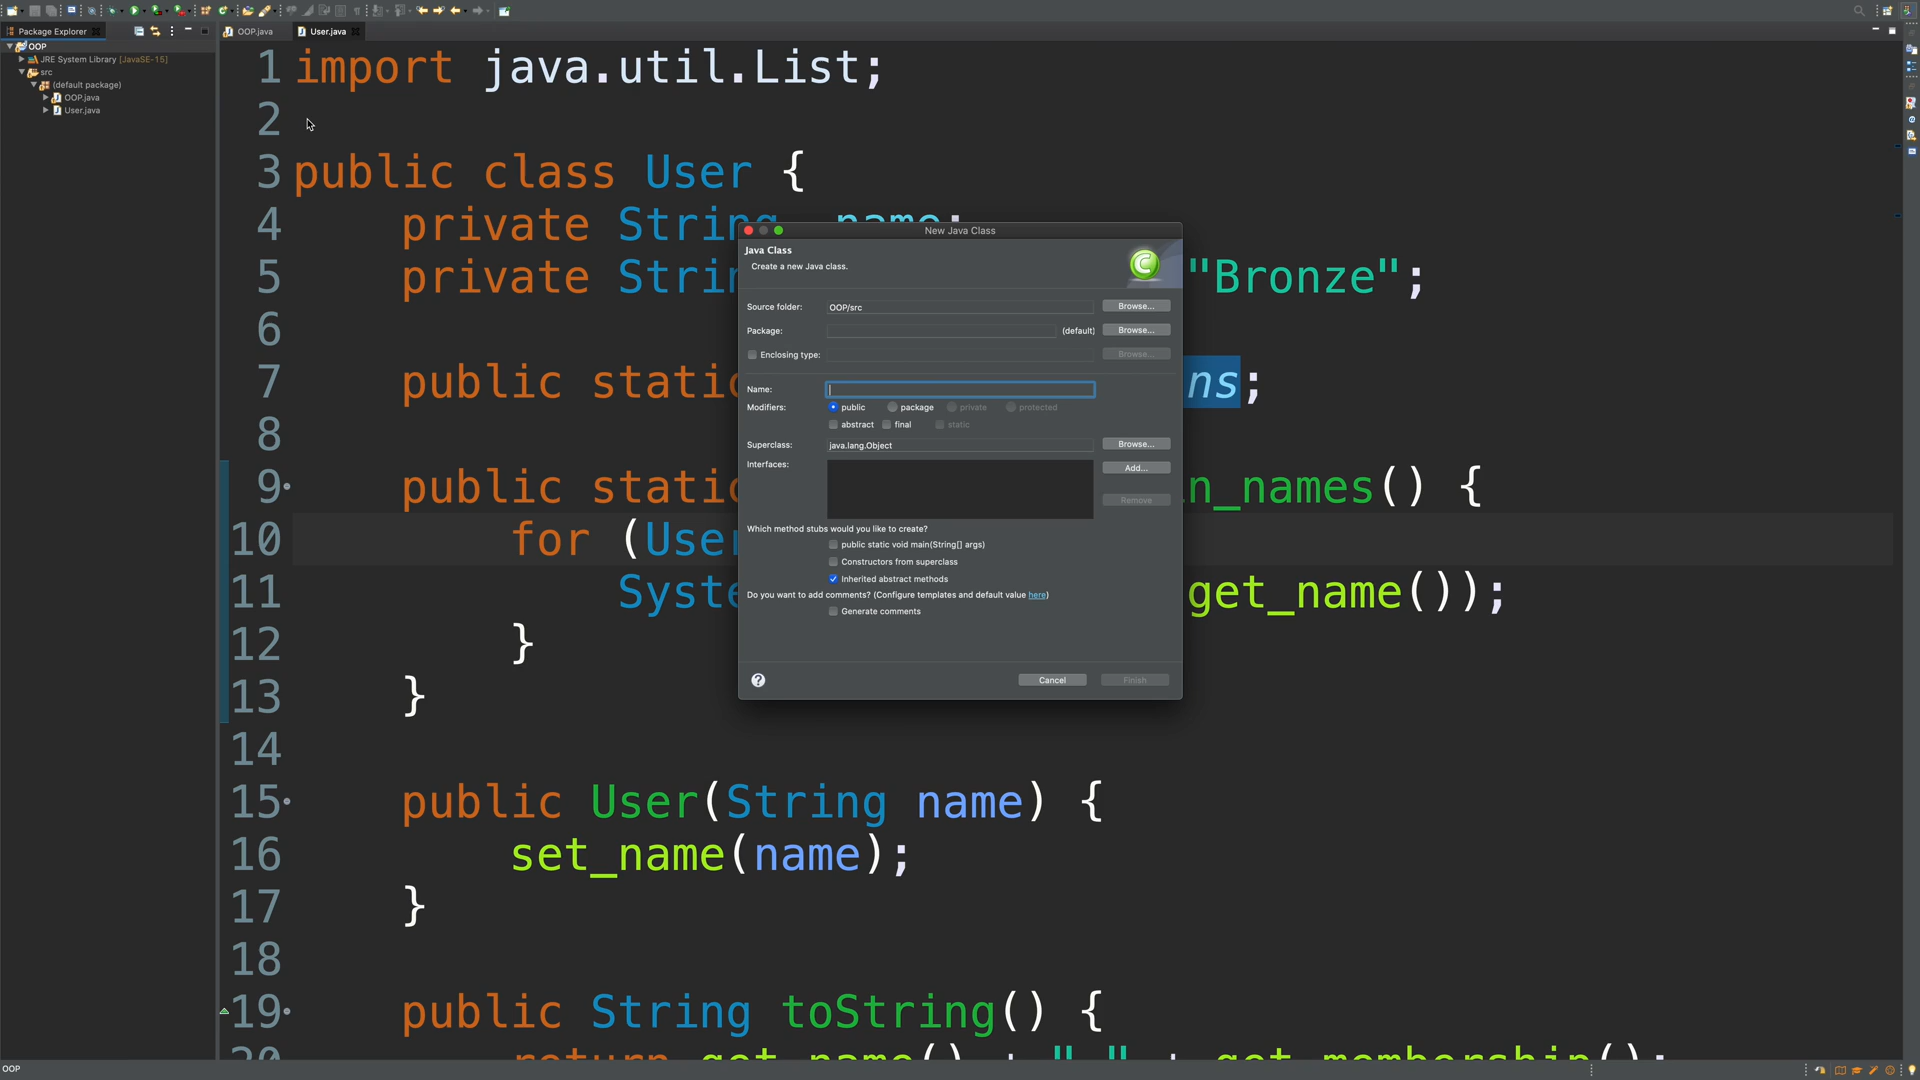 Package Explorer
OOP.java
User.java
OOP
JRE System Library [JavaSE-15]
src
(default package)
OOP.java
User.java
1 import java.util.List;
2
3 public class User {
4 private String name;
5 private Strin "Bronze";
6
7 public static ns;
8
9 public static n_names() {
10 for (User
11 Syste get_name());
12 }
13 }
14
15 public User(String name) {
16 set_name(name);
17 }
18
19 public String toString() {
20 return get_name() + " " + get_membership();
New Java Class
Java Class
Create a new Java class.
Source folder: OOP/src Browse...
Package: (default) Browse...
Enclosing type: Browse...
Name:
Modifiers: public package private protected
abstract final static
Superclass: java.lang.Object Browse...
Interfaces: Add...
Remove
Which method stubs would you like to create?
public static void main(String[] args)
Constructors from superclass
Inherited abstract methods
Do you want to add comments? (Configure templates and default value here)
Generate comments
? Cancel Finish
OOP